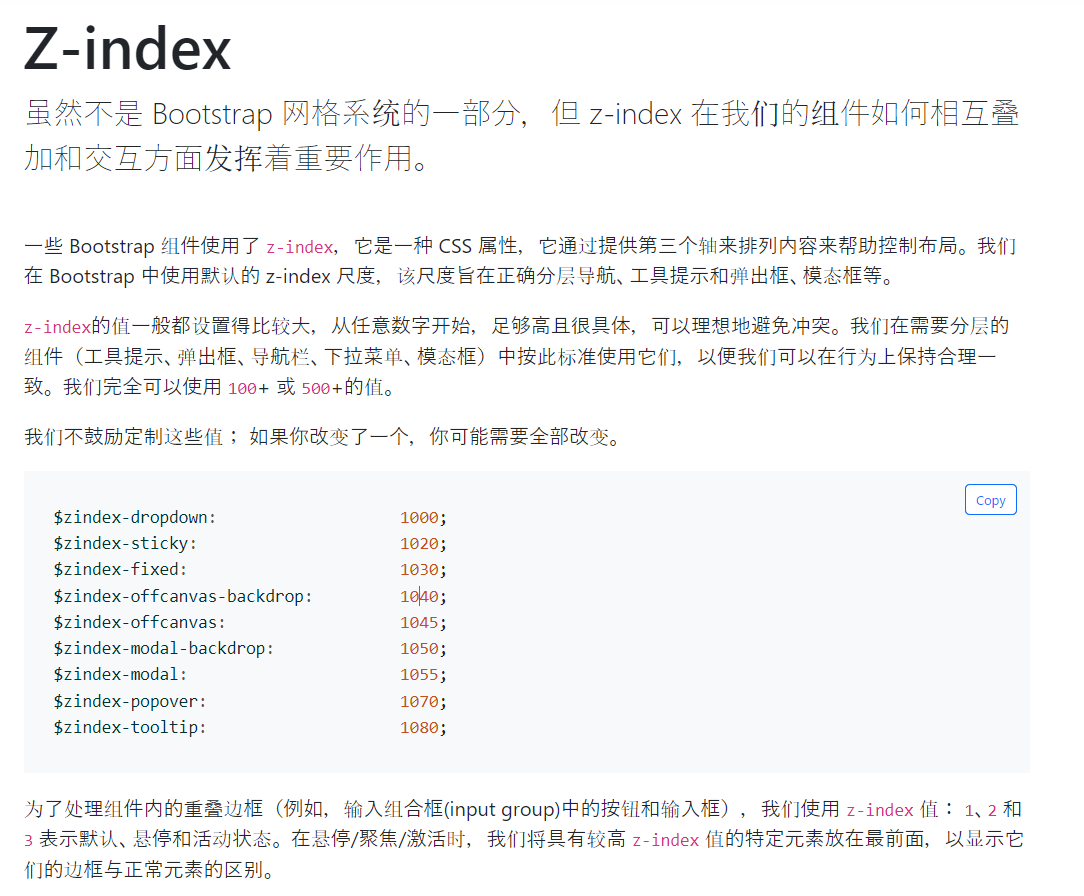 Z-index
虽然不是 Bootstrap 网格系统的一部分，但 z-index 在我们的组件如何相互叠
加和交互方面发挥着重要作用。
一些 Bootstrap 组件使用了 z-index，它是一种 CSS 属性，它通过提供第三个轴来排列内容来帮助控制布局。我们
在 Bootstrap 中使用默认的 z-index 尺度，该尺度旨在正确分层导航、工具提示和弹出框、模态框等。
z-index的值一般都设置得比较大，从任意数字开始，足够高且很具体，可以理想地避免冲突。我们在需要分层的
组件（工具提示、弹出框、导航栏、下拉菜单、模态框）中按此标准使用它们，以便我们可以在行为上保持合理一
致。我们完全可以使用 100+ 或 500+的值。
我们不鼓励定制这些值； 如果你改变了一个，你可能需要全部改变。
Copy
$zindex-dropdown: 1000;
$zindex-sticky: 1020;
$zindex-fixed: 1030;
$zindex-offcanvas-backdrop: 1040;
$zindex-offcanvas: 1045;
$zindex-modal-backdrop: 1050;
$zindex-modal: 1055;
$zindex-popover: 1070;
$zindex-tooltip: 1080;
为了处理组件内的重叠边框（例如，输入组合框(input group)中的按钮和输入框），我们使用 z-index 值： 1、2 和
3 表示默认、悬停和活动状态。在悬停/聚焦/激活时，我们将具有较高 z-index 值的特定元素放在最前面，以显示它
们的边框与正常元素的区别。